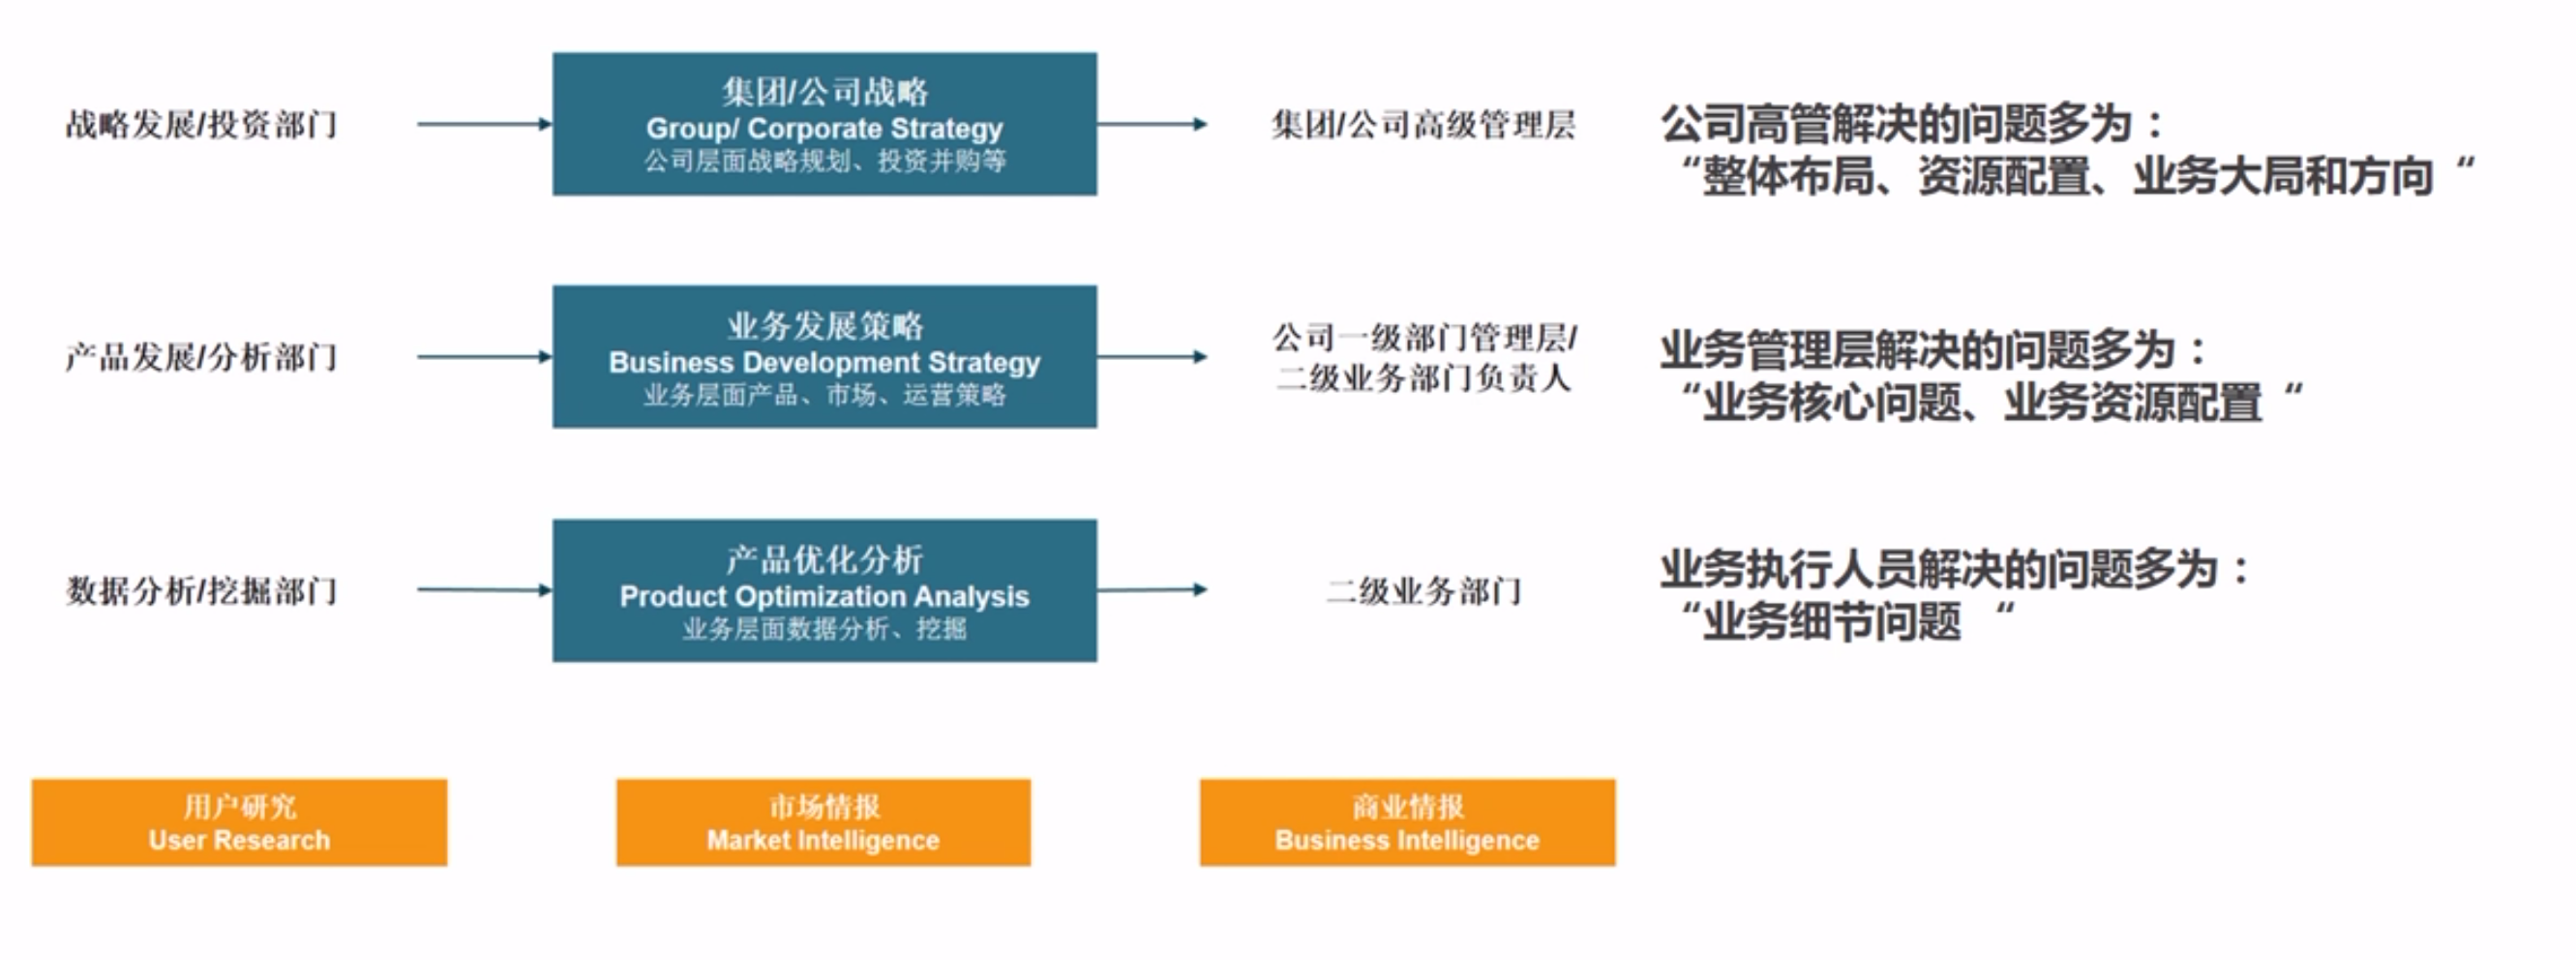 战略发展/投资部门
集团/公司战略
Group/ Corporate Strategy
公司层面战略规划、投资并购等
集团/公司高级管理层
公司高管解决的问题多为：
“整体布局、资源配置、业务大局和方向“
产品发展/分析部门
业务发展策略
Business Development Strategy
业务层面产品、市场、运营策略
公司一级部门管理层/
二级业务部门负责人
业务管理层解决的问题多为：
“业务核心问题、业务资源配置“
数据分析/挖掘部门
产品优化分析
Product Optimization Analysis
业务层面数据分析、挖掘
二级业务部门
业务执行人员解决的问题多为：
“业务细节问题 “
用户研究
User Research
市场情报
Market Intelligence
商业情报
Business Intelligence